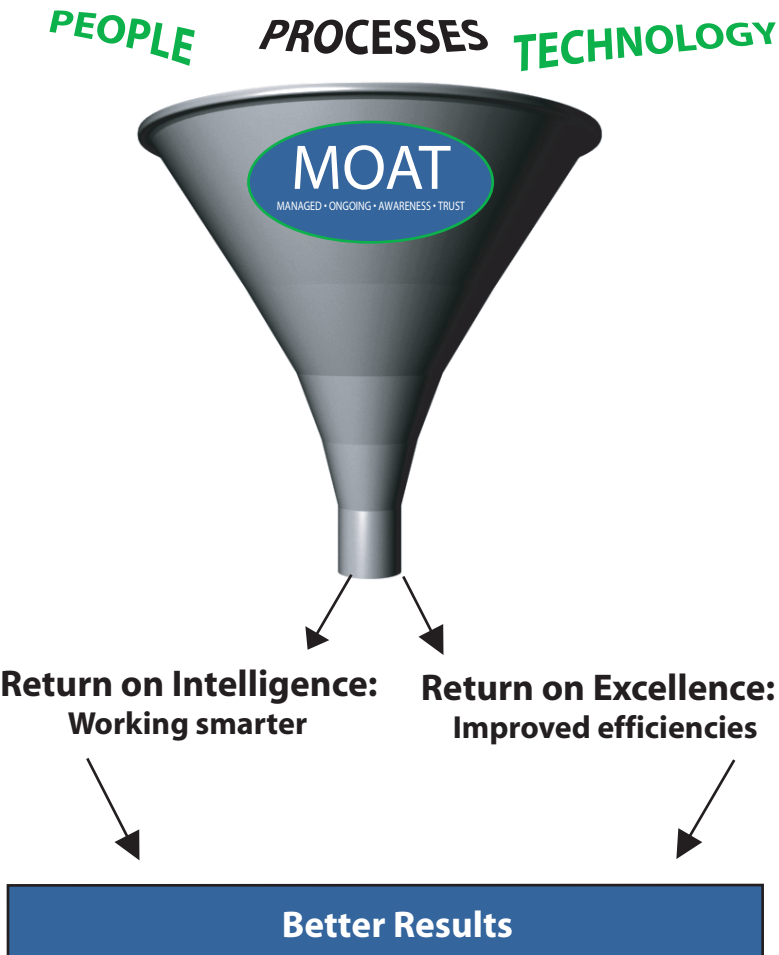 PEOPLE PROCESSES TECHNOLOGY
MOAT
MANAGED • ONGOING • AWARENESS • TRUST
Return on Intelligence:
Working smarter
Return on Excellence:
Improved efficiencies
Better Results